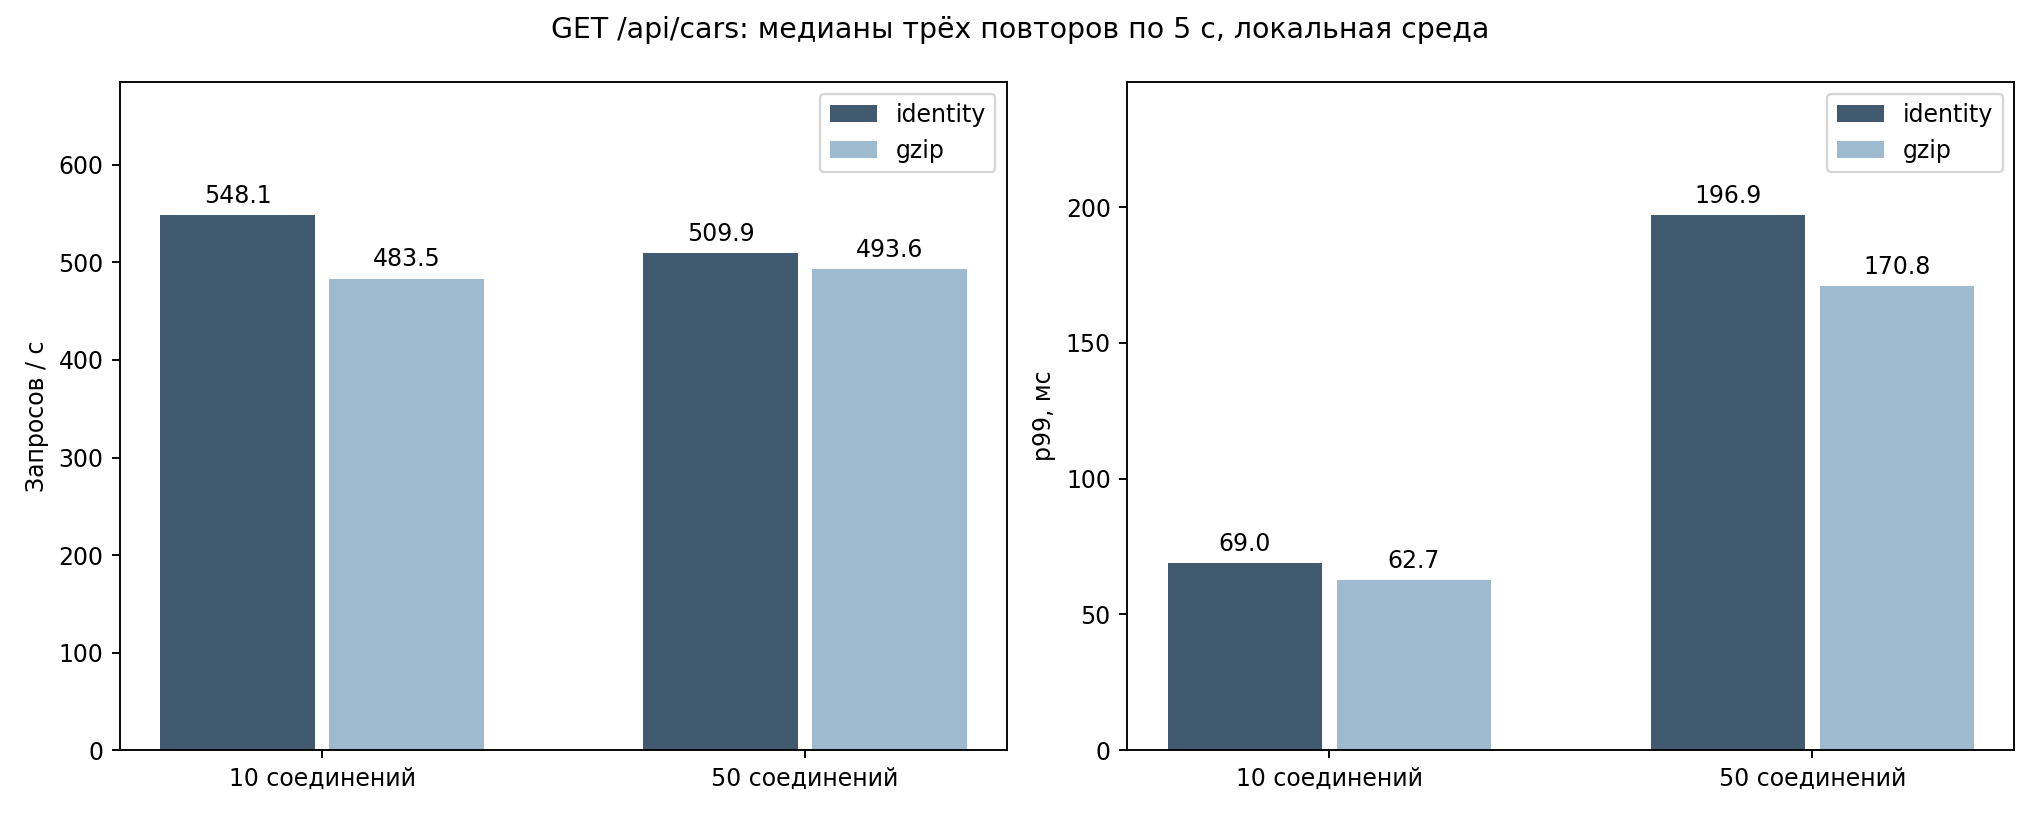 GET /api/cars: медианы трёх повторов по 5 с, локальная среда
Запросов / с
600
500
400
300
200
100
0
identity
gzip
548.1
483.5
509.9
493.6
10 соединений
50 соединений
p99, мс
200
150
100
50
0
identity
gzip
69.0
62.7
196.9
170.8
10 соединений
50 соединений